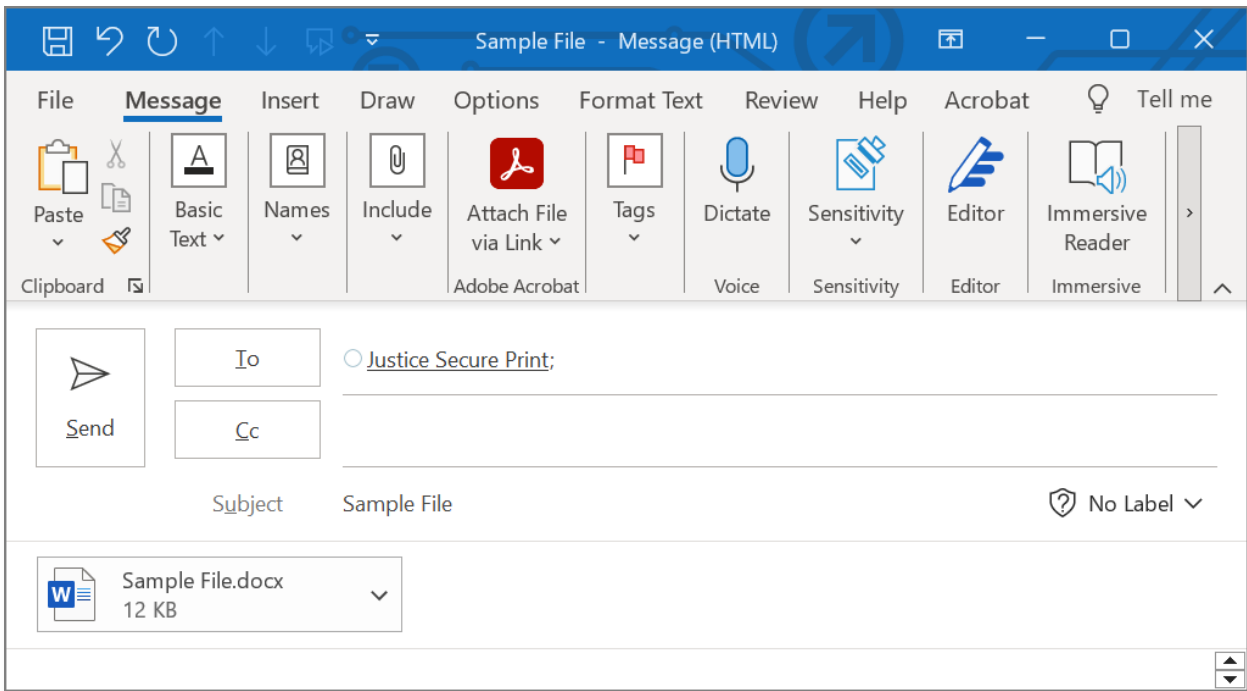 Sample File - Message (HTML)
File Message Insert Draw Options Format Text Review Help Acrobat Tell me
Paste
Basic
Text
Names
Include
Attach File
via Link
Tags
Dictate
Sensitivity
Editor
Immersive
Reader
Clipboard Adobe Acrobat Voice Sensitivity Editor Immersive
Send
To Justice Secure Print;
Cc
Subject Sample File No Label
W
Sample File.docx
12 KB